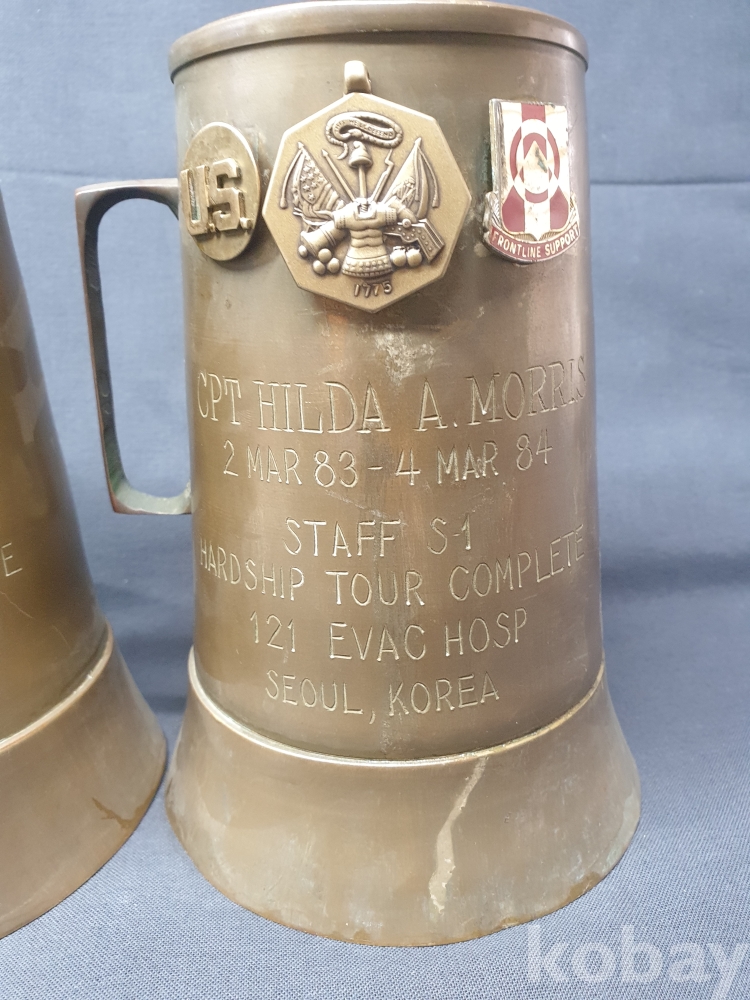 U.S.
1775
FRONTLINE SUPPORT
CPT HILDA A. MORRIS
2 MAR 83 - 4 MAR 84
STAFF S-1
HARDSHIP TOUR COMPLETE
121 EVAC HOSP
SEOUL, KOREA
E
kobay